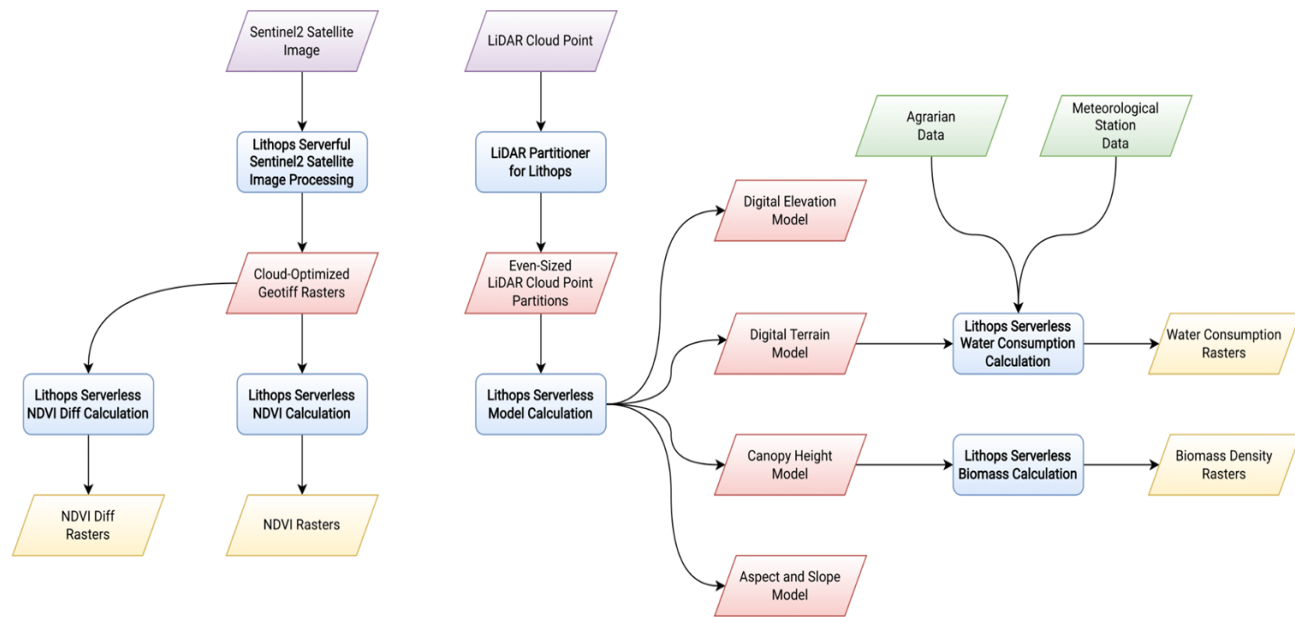 Sentinel2 Satellite
Image
LiDAR Cloud Point
Agrarian
Data
Meteorological
Station
Data
Lithops Serverful
Sentinel2 Satellite
Image Processing
LiDAR Partitioner
for Lithops
Digital Elevation
Model
Cloud-Optimized
Geotiff Rasters
Even-Sized
LiDAR Cloud Point
Partitions
Digital Terrain
Model
Lithops Serverless
Water Consumption
Calculation
Water Consumption
Rasters
Lithops Serverless
NDVI Diff Calculation
Lithops Serverless
NDVI Calculation
Lithops Serverless
Model Calculation
Canopy Height
Model
Lithops Serverless
Biomass Calculation
Biomass Density
Rasters
NDVI Diff
Rasters
NDVI Rasters
Aspect and Slope
Model